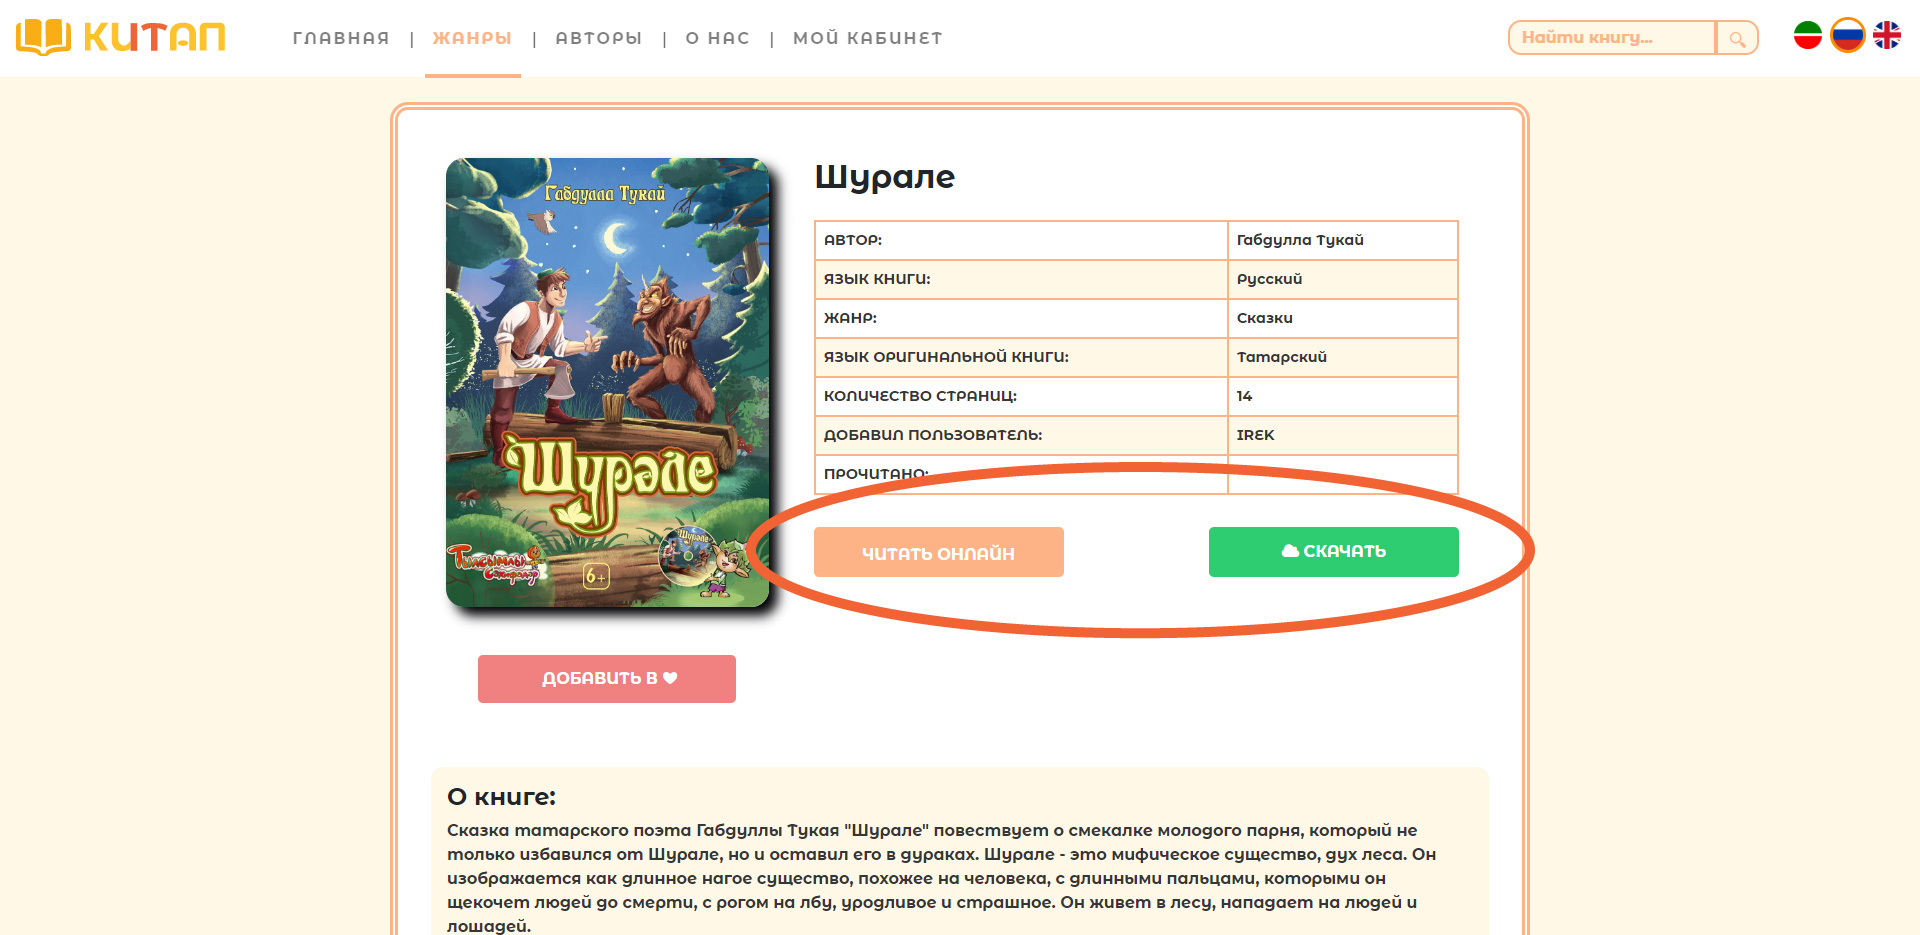 КИТАП
ГЛАВНАЯ | ЖАНРЫ | АВТОРЫ | О НАС | МОЙ КАБИНЕТ
Найти книгу...
Габдулла Тукай
Шүрәле
Шурале
6+
Шурале
АВТОР: Габдулла Тукай
ЯЗЫК КНИГИ: Русский
ЖАНР: Сказки
ЯЗЫК ОРИГИНАЛЬНОЙ КНИГИ: Татарский
КОЛИЧЕСТВО СТРАНИЦ: 14
ДОБАВИЛ ПОЛЬЗОВАТЕЛЬ: IREK
ПРОЧИТАНО:
ЧИТАТЬ ОНЛАЙН
СКАЧАТЬ
ДОБАВИТЬ В
О книге:
Сказка татарского поэта Габдуллы Тукая "Шурале" повествует о смекалке молодого парня, который не
только избавился от Шурале, но и оставил его в дураках. Шурале - это мифическое существо, дух леса. Он
изображается как длинное нагое существо, похожее на человека, с длинными пальцами, которыми он
щекочет людей до смерти, с рогом на лбу, уродливое и страшное. Он живет в лесу, нападает на людей и
лошадей.